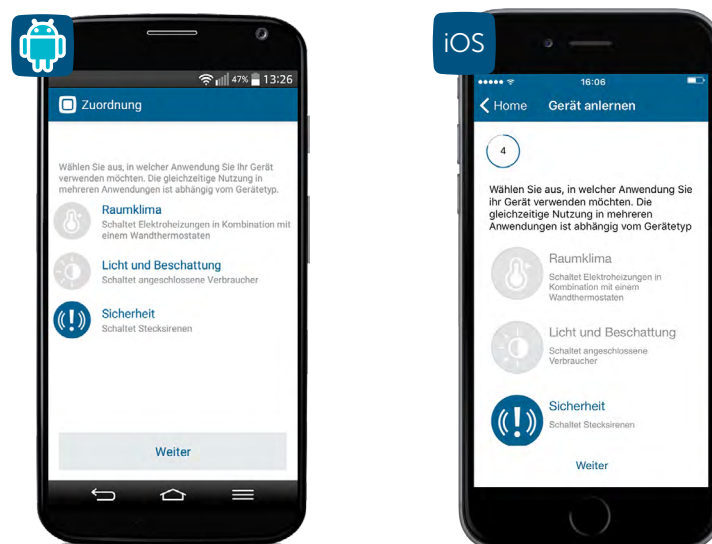 47% 13:26
Zuordnung
Wählen Sie aus, in welcher Anwendung Sie Ihr Gerät
verwenden möchten. Die gleichzeitige Nutzung in
mehreren Anwendungen ist abhängig vom Gerätetyp.
Raumklima
Schaltet Elektroheizungen in Kombination mit
einem Wandthermostaten
Licht und Beschattung
Schaltet angeschlossene Verbraucher
Sicherheit
Schaltet Stecksirenen
Weiter
iOS
16:06
Home Gerät anlernen
4
Wählen Sie aus, in welcher Anwendung Sie
ihr Gerät verwenden möchten. Die
gleichzeitige Nutzung in mehreren
Anwendungen ist abhängig vom Gerätetyp
Raumklima
Schaltet Elektroheizungen in
Kombination mit einem
Wandthermostaten
Licht und Beschattung
Schaltet angeschlossene
Verbraucher
Sicherheit
Schaltet Stecksirenen
Weiter